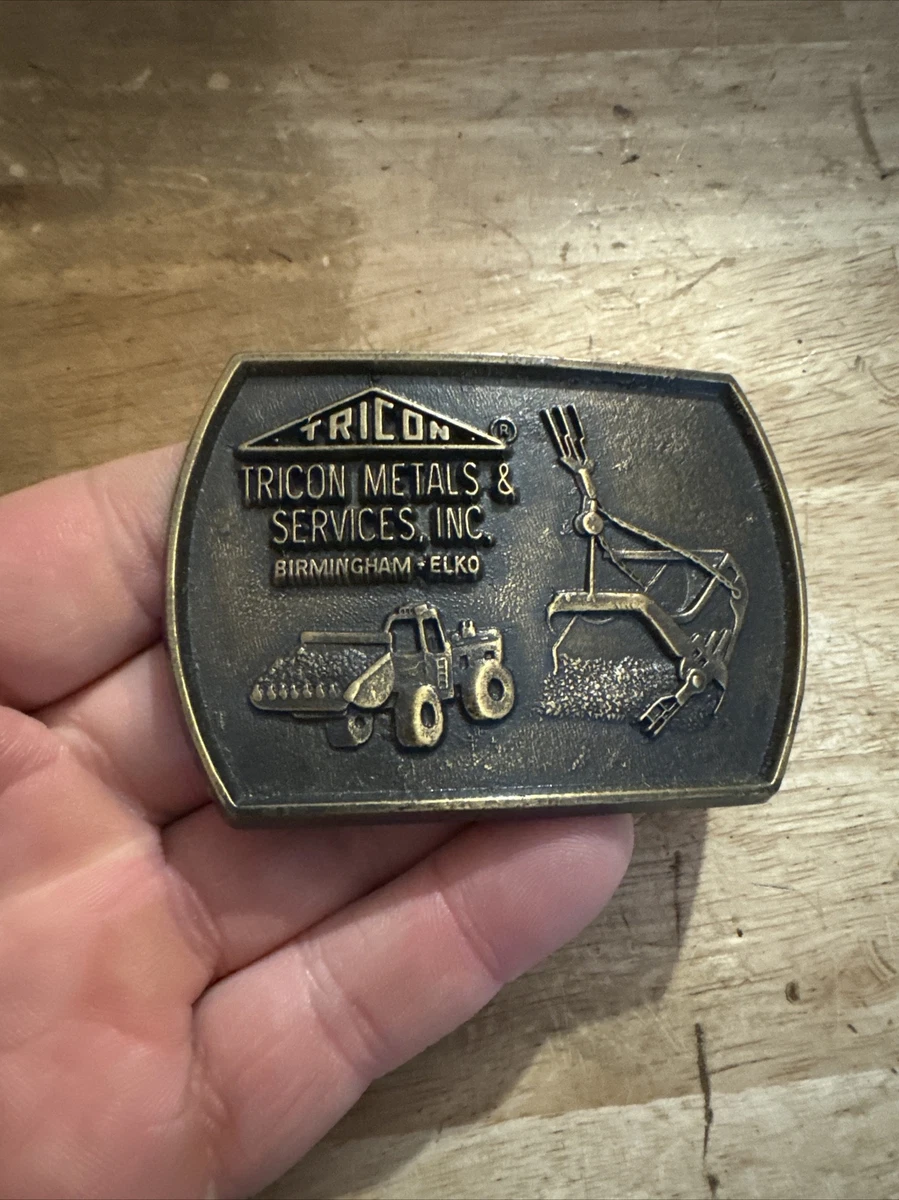 TRICON ®
TRICON METALS &
SERVICES, INC.
BIRMINGHAM • ELKO